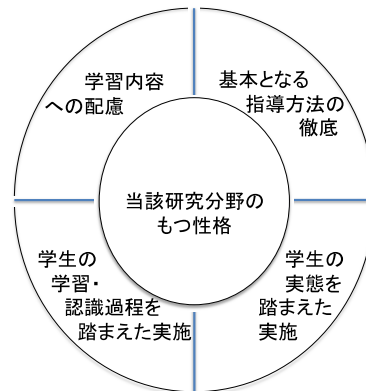 学習内容
への配慮
基本となる
指導方法の
徹底
当該研究分野の
もつ性格
学生の
学習・
認識過程を
踏まえた実施
学生の
実態を
踏まえた
実施